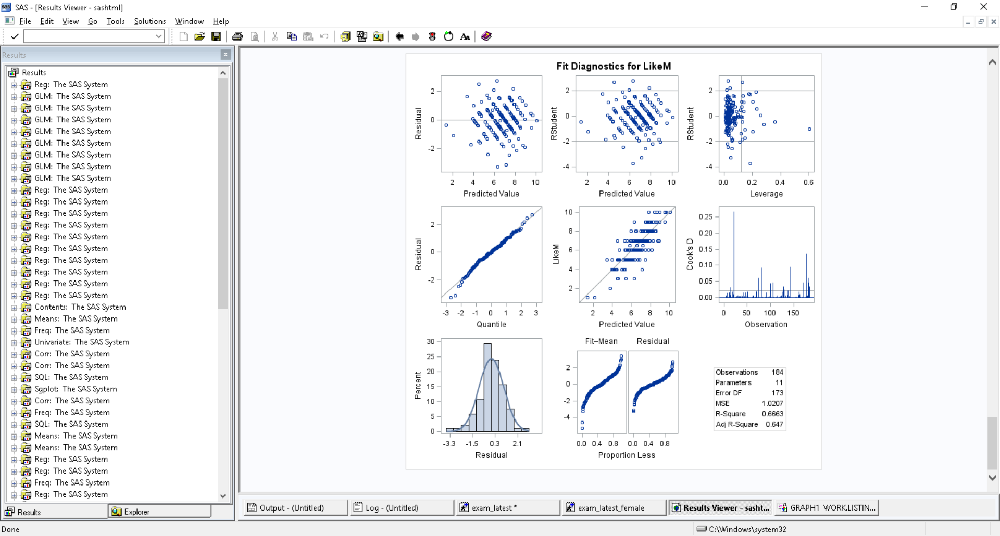 SAS - [Results Viewer - sashtml]
File Edit View Go Tools Solutions Window Help
Results
Results
Reg: The SAS System
GLM: The SAS System
GLM: The SAS System
GLM: The SAS System
GLM: The SAS System
GLM: The SAS System
GLM: The SAS System
GLM: The SAS System
GLM: The SAS System
Reg: The SAS System
Reg: The SAS System
Reg: The SAS System
Reg: The SAS System
Reg: The SAS System
Reg: The SAS System
Reg: The SAS System
Reg: The SAS System
Reg: The SAS System
Reg: The SAS System
Contents: The SAS System
Means: The SAS System
Freq: The SAS System
Univariate: The SAS System
Corr: The SAS System
Corr: The SAS System
SQL: The SAS System
Sgplot: The SAS System
Corr: The SAS System
Freq: The SAS System
SQL: The SAS System
Means: The SAS System
Means: The SAS System
Reg: The SAS System
Reg: The SAS System
Freq: The SAS System
Reg: The SAS System
Results Explorer
Fit Diagnostics for LikeM
Residual
2
0
-2
2 4 6 8 10
Predicted Value
RStudent
2
0
-2
-4
2 4 6 8 10
Predicted Value
RStudent
2
0
-2
-4
0.0 0.2 0.4 0.6
Leverage
Residual
2
0
-2
-3 -2 -1 0 1 2 3
Quantile
LikeM
10
8
6
4
2
2 4 6 8 10
Predicted Value
Cook's D
0.25
0.20
0.15
0.10
0.05
0.00
0 50 100 150
Observation
Percent
30
25
20
15
10
5
0
-3.3 -1.5 0.3 2.1
Residual
Fit–Mean Residual
2
0
-2
-4
0.0 0.4 0.8 0.0 0.4 0.8
Proportion Less
Observations 184
Parameters 11
Error DF 173
MSE 1.0207
R-Square 0.6663
Adj R-Square 0.647
Output - (Untitled) Log - (Untitled) exam_latest * exam_latest_female Results Viewer - sasht... GRAPH1 WORK.LISTIN...
Done C:\Windows\system32